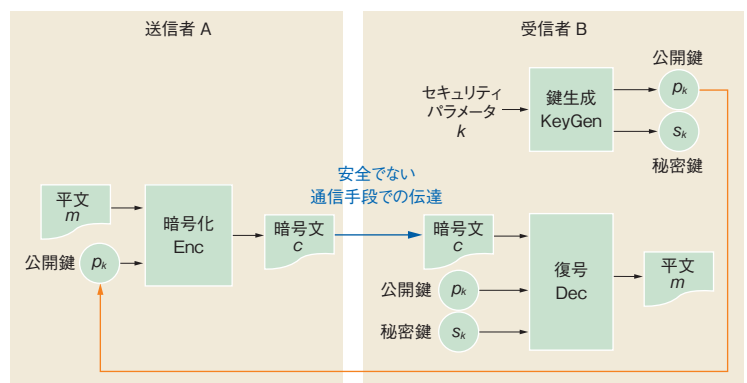 送信者 A
受信者 B
公開鍵
セキュリティ
パラメータ
k
鍵生成
KeyGen
pk
sk
秘密鍵
安全でない
通信手段での伝達
平文
m
公開鍵
pk
暗号化
Enc
暗号文
c
暗号文
c
公開鍵
pk
秘密鍵
sk
復号
Dec
平文
m